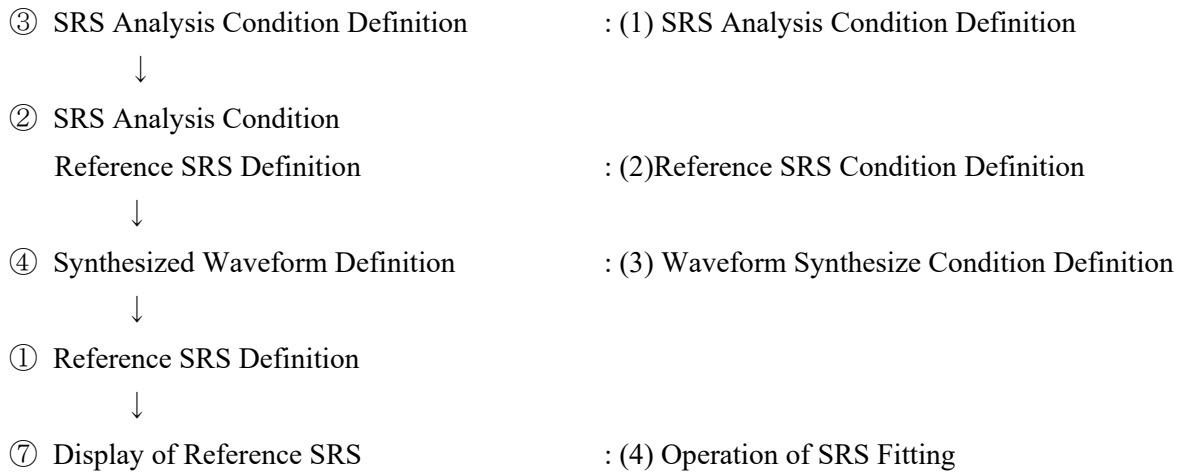 ③ SRS Analysis Condition Definition : (1) SRS Analysis Condition Definition
↓
② SRS Analysis Condition
Reference SRS Definition : (2)Reference SRS Condition Definition
↓
④ Synthesized Waveform Definition : (3) Waveform Synthesize Condition Definition
↓
① Reference SRS Definition
↓
⑦ Display of Reference SRS : (4) Operation of SRS Fitting